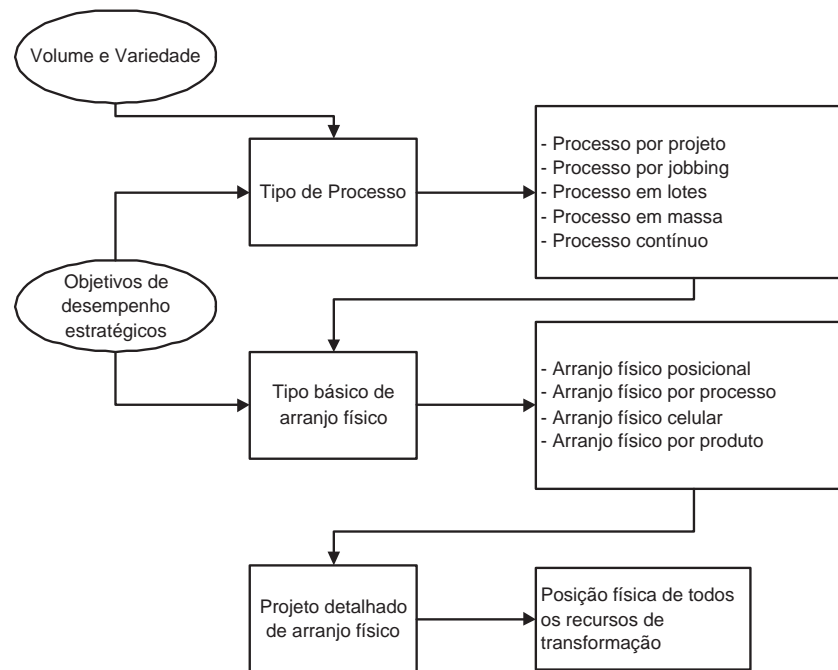 Volume e Variedade
Tipo de Processo
- Processo por projeto
- Processo por jobbing
- Processo em lotes
- Processo em massa
- Processo contínuo
Objetivos de
desempenho
estratégicos
Tipo básico de
arranjo físico
- Arranjo físico posicional
- Arranjo físico por processo
- Arranjo físico celular
- Arranjo físico por produto
Projeto detalhado
de arranjo físico
Posição física de todos
os recursos de
transformação